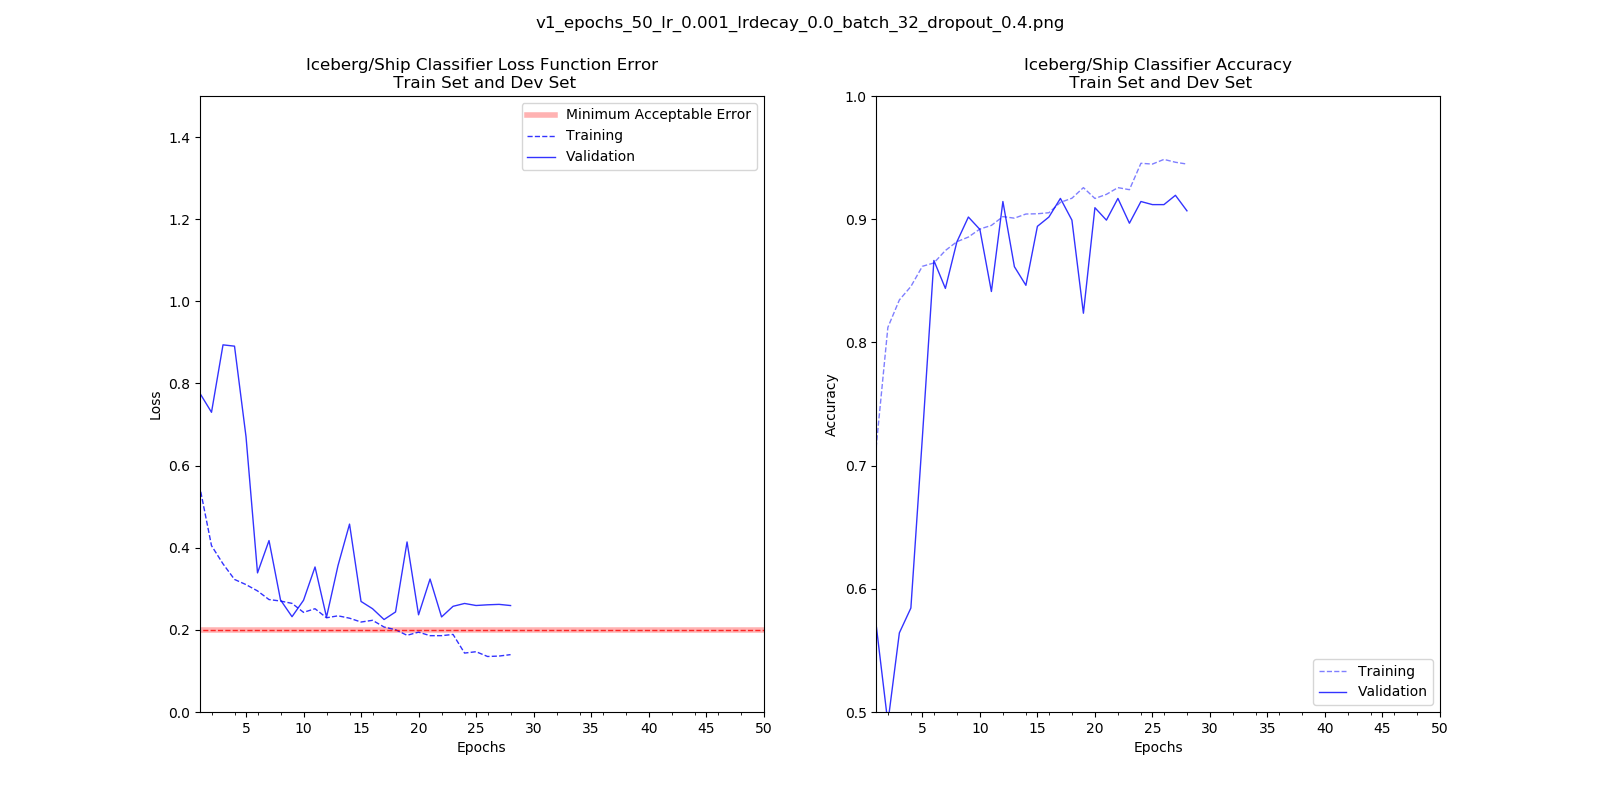 v1_epochs_50_lr_0.001_lrdecay_0.0_batch_32_dropout_0.4.png
Iceberg/Ship Classifier Loss Function Error
Train Set and Dev Set
1.4
1.2
1.0
0.8
0.6
0.4
0.2
0.0
Loss
Minimum Acceptable Error
Training
Validation
5 10 15 20 25 30 35 40 45 50
Epochs
Iceberg/Ship Classifier Accuracy
Train Set and Dev Set
1.0
0.9
0.8
0.7
0.6
0.5
Accuracy
Training
Validation
5 10 15 20 25 30 35 40 45 50
Epochs